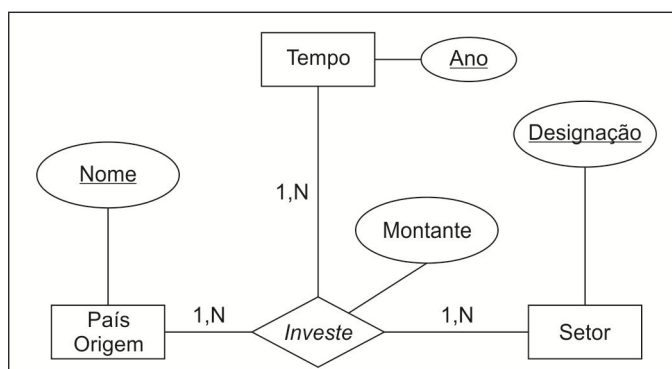 Tempo
Ano
Designação
Nome
1,N
Montante
País
Origem
1,N
Investe
1,N
Setor